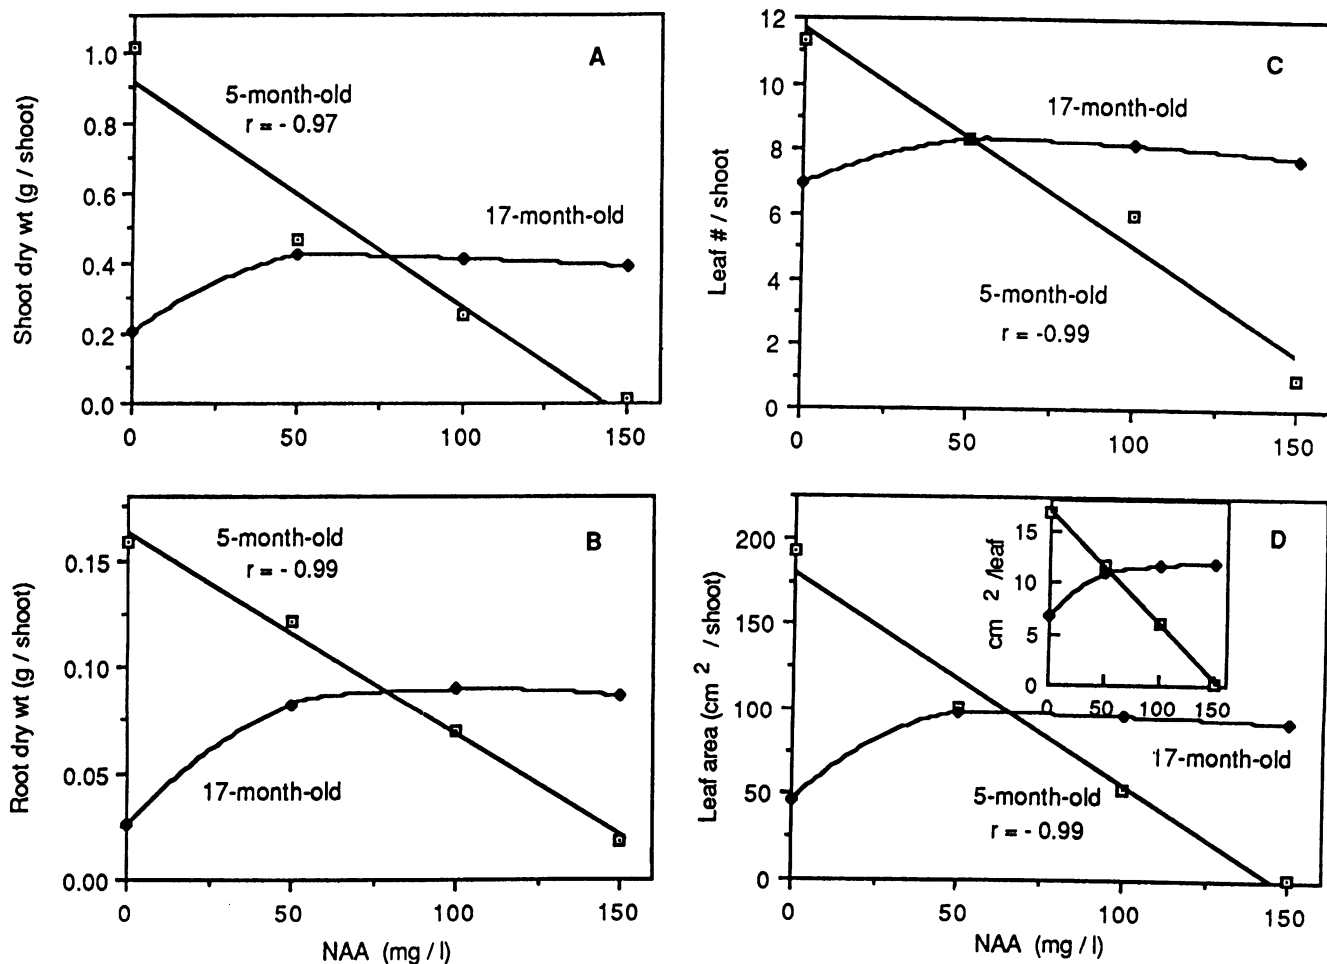 A
Shoot dry wt (g / shoot)
1.0
0.8
0.6
0.4
0.2
0.0
5-month-old
r = - 0.97
17-month-old
0 50 100 150
C
Leaf # / shoot
12
10
8
6
4
2
0
17-month-old
5-month-old
r = -0.99
0 50 100 150
B
Root dry wt (g / shoot)
0.15
0.10
0.05
0.00
5-month-old
r = - 0.99
17-month-old
0 50 100 150
NAA (mg / l)
D
Leaf area (cm 2 / shoot)
200
150
100
50
0
cm 2 /leaf
15
10
5
0
0 50 100 150
17-month-old
5-month-old
r = - 0.99
0 50 100 150
NAA (mg / l)